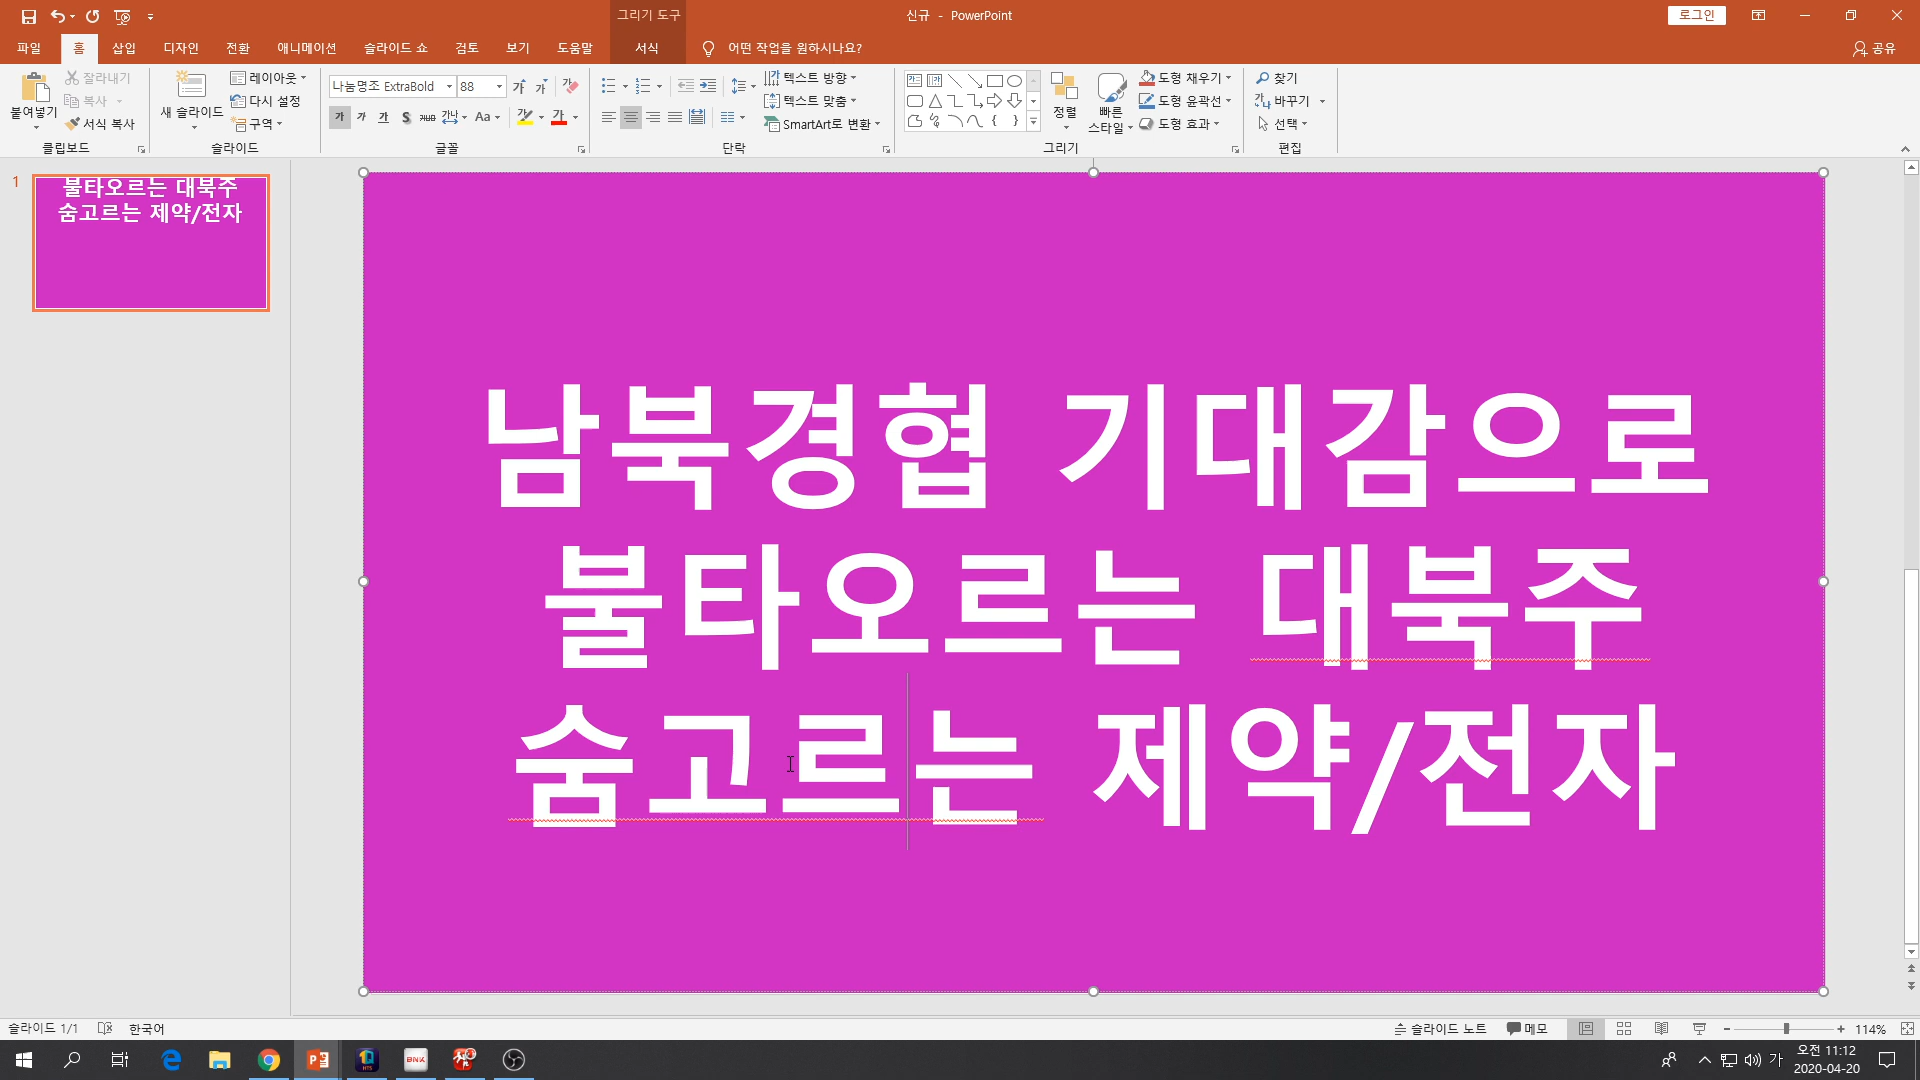 그리기 도구
신규 - PowerPoint
로그인
파일 홈 삽입 디자인 전환 애니메이션 슬라이드 쇼 검토 보기 도움말 서식 어떤 작업을 원하시나요? 공유
붙여넣기
잘라내기
복사
서식 복사
클립보드
새 슬라이드
레이아웃
다시 설정
구역
슬라이드
나눔명조 ExtraBold 88
가 가 가 S 간나 Aa 가
글꼴
텍스트 방향
텍스트 맞춤
SmartArt로 변환
단락
정렬
빠른
스타일
도형 채우기
도형 윤곽선
도형 효과
그리기
찾기
바꾸기
선택
편집
1
불타오르는 대북주
숨고르는 제약/전자
남북경협 기대감으로
불타오르는 대북주
숨고르는 제약/전자
슬라이드 1/1 한국어
슬라이드 노트 메모 114%
가 오전 11:12
2020-04-20